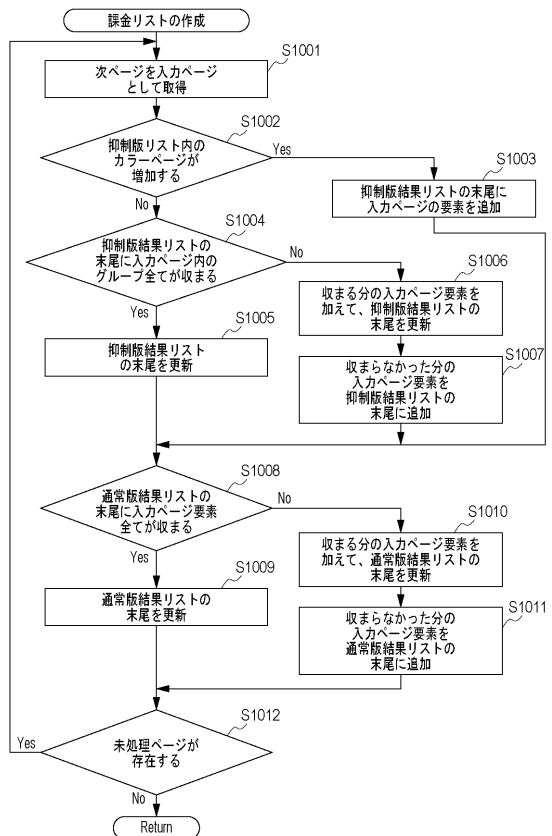 課金リストの作成
S1001
次ページを入力ページ
として取得
S1002
抑制版リスト内の
カラーページが
増加する
Yes
No
S1003
抑制版結果リストの末尾に
入力ページの要素を追加
S1004
抑制版結果リストの
末尾に入力ページ内の
グループ全てが収まる
No
Yes
S1005
抑制版結果リスト
の末尾を更新
S1006
収まる分の入力ページ要素を
加えて、抑制版結果リストの
末尾を更新
S1007
収まらなかった分の
入力ページ要素を
抑制版結果リストの
末尾に追加
S1008
通常版結果リストの
末尾に入力ページ要素
全てが収まる
No
Yes
S1009
通常版結果リストの
末尾を更新
S1010
収まる分の入力ページ要素を
加えて、通常版結果リストの
末尾を更新
S1011
収まらなかった分の
入力ページ要素を
通常版結果リストの
末尾に追加
S1012
未処理ページが
存在する
Yes
No
Return